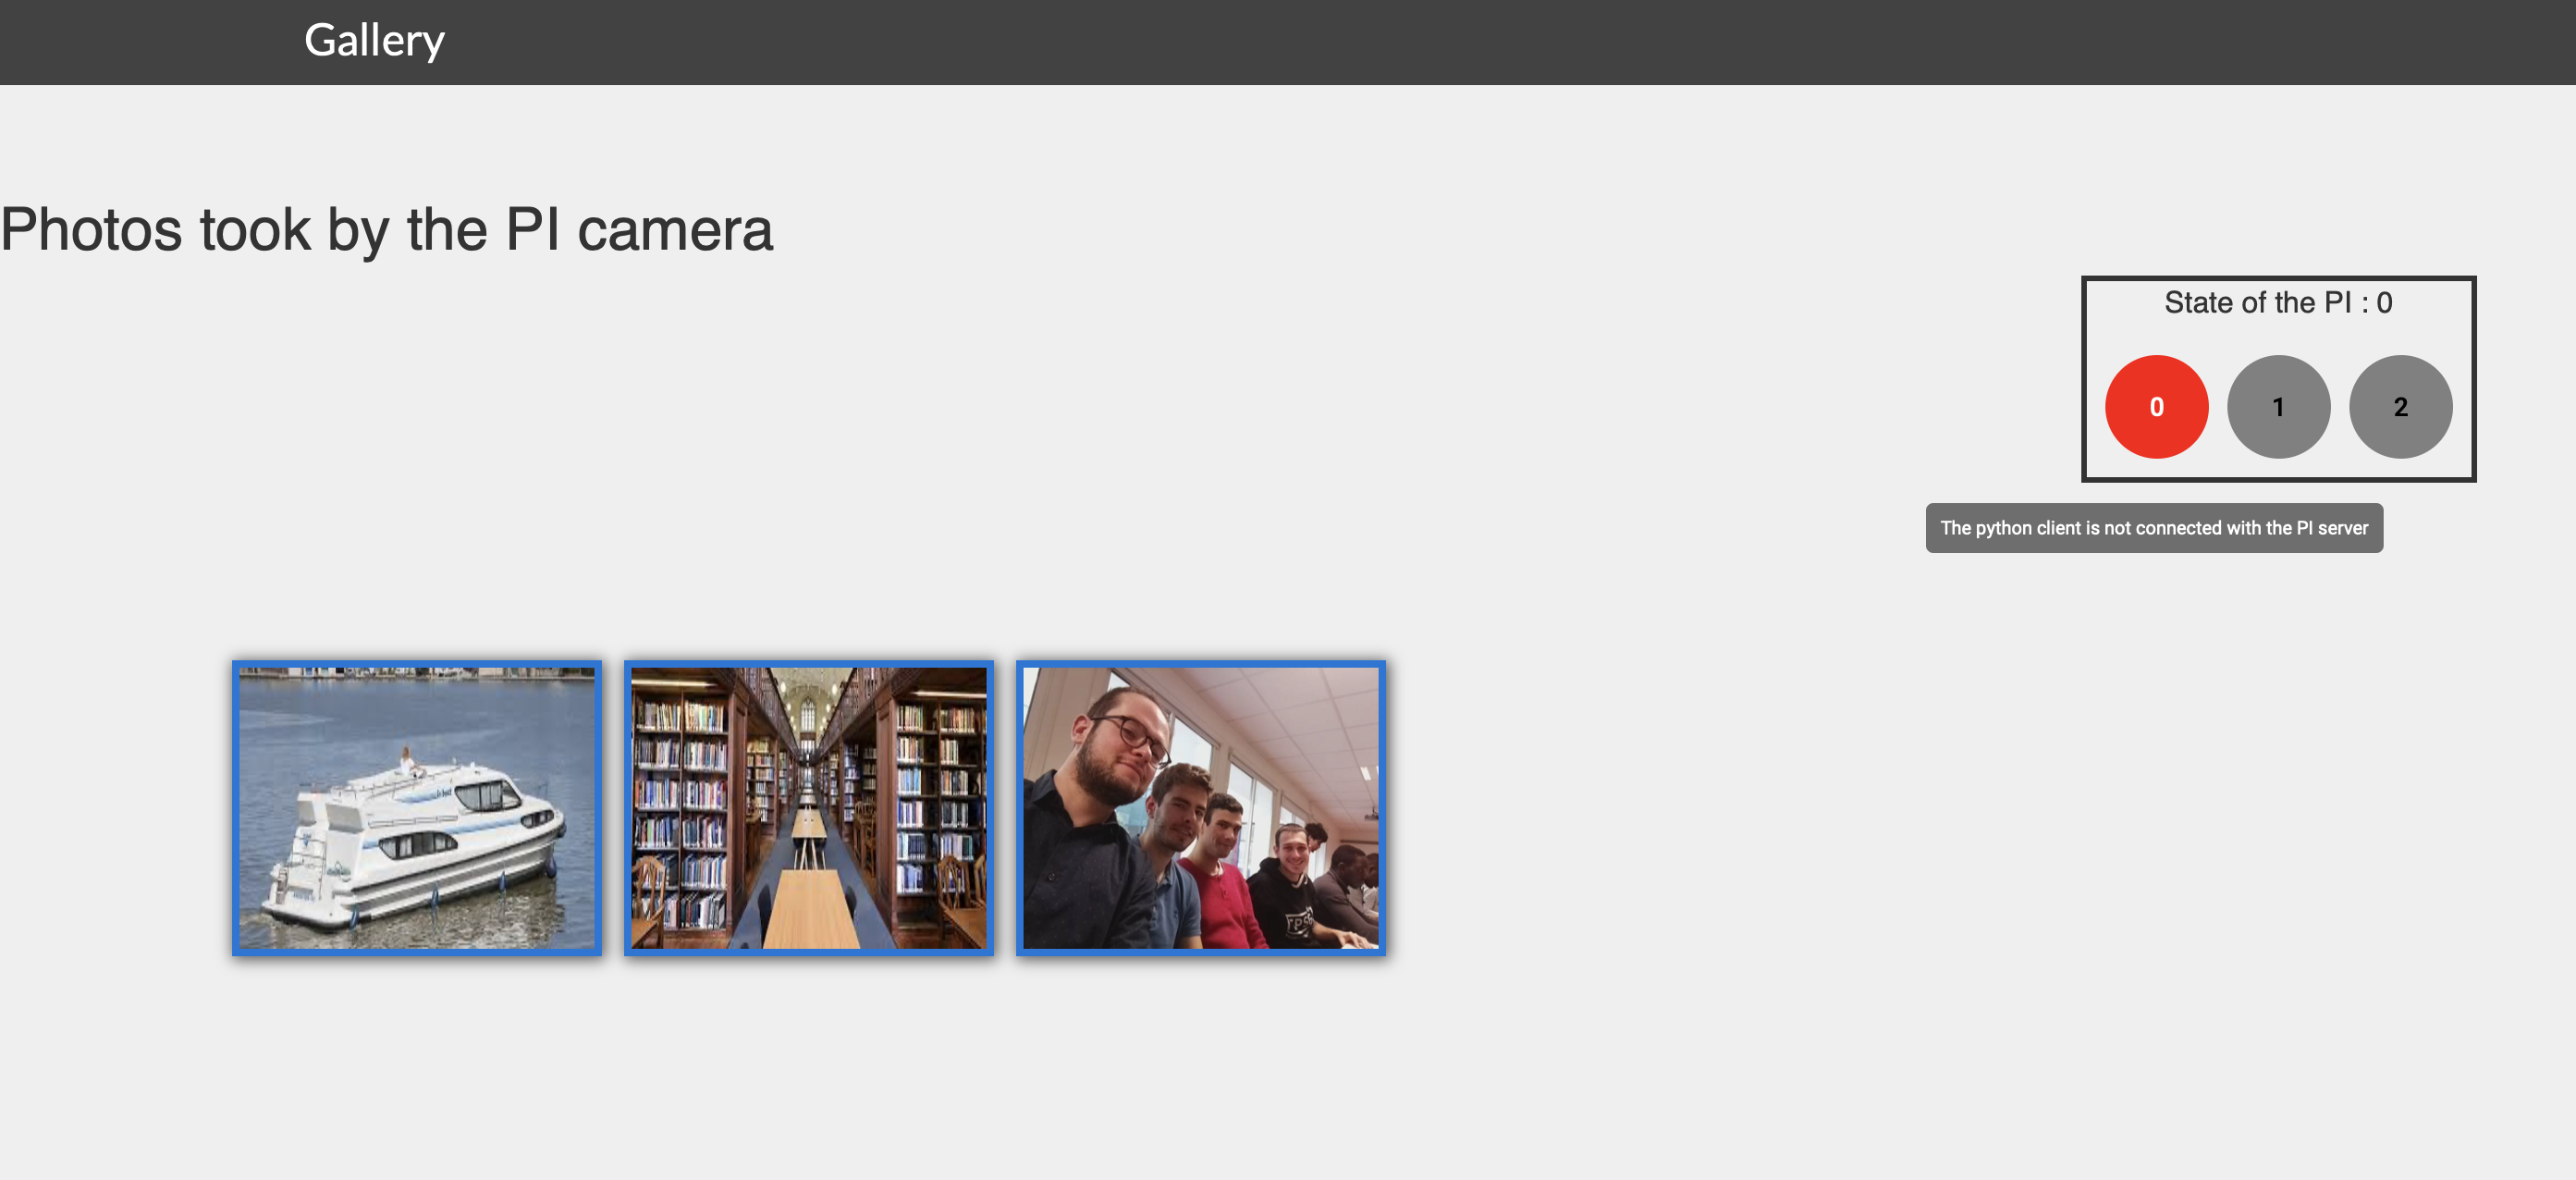 Gallery
Photos took by the PI camera
State of the PI : 0
0 1 2
The python client is not connected with the PI server